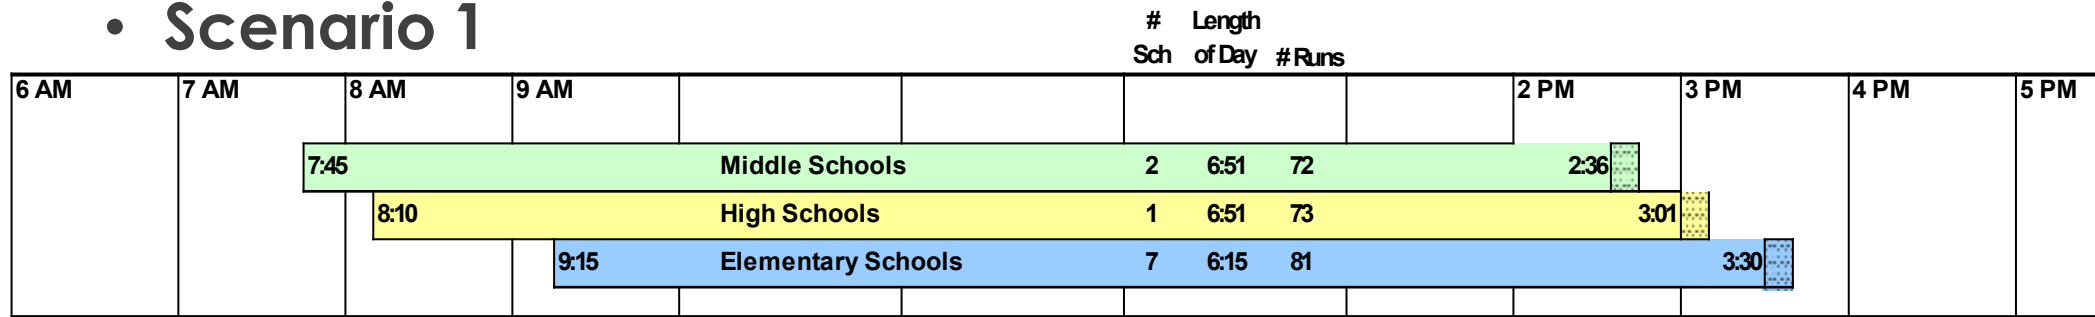 • Scenario 1
# Length
Sch of Day # Runs
6 AM 7 AM 8 AM 9 AM 2 PM 3 PM 4 PM 5 PM
7:45 Middle Schools 2 6:51 72 2:36
8:10 High Schools 1 6:51 73 3:01
9:15 Elementary Schools 7 6:15 81 3:30